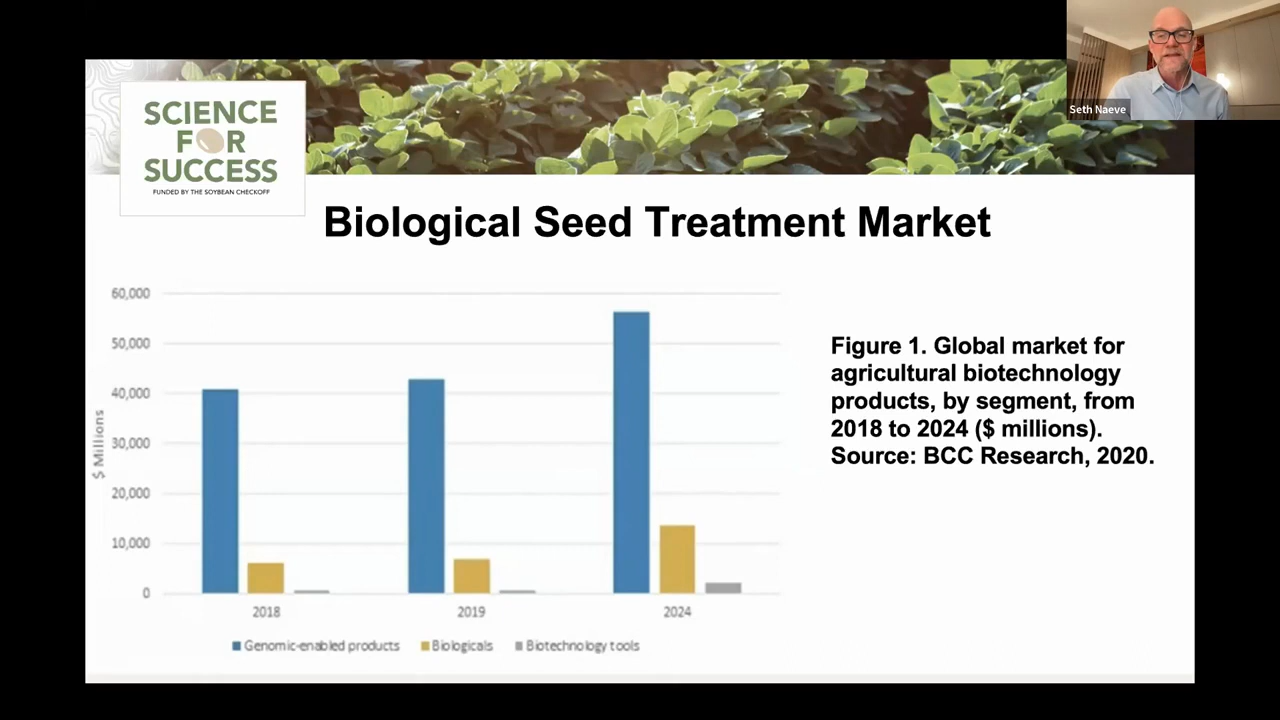 Seth Naeve
SCIENCE
FOR
SUCCESS
FUNDED BY THE SOYBEAN CHECKOFF
Biological Seed Treatment Market
60,000
50,000
40,000
30,000
20,000
10,000
0
$ Millions
2018
2019
2024
Genomic-enabled products
Biologicals
Biotechnology tools
Figure 1. Global market for
agricultural biotechnology
products, by segment, from
2018 to 2024 ($ millions).
Source: BCC Research, 2020.